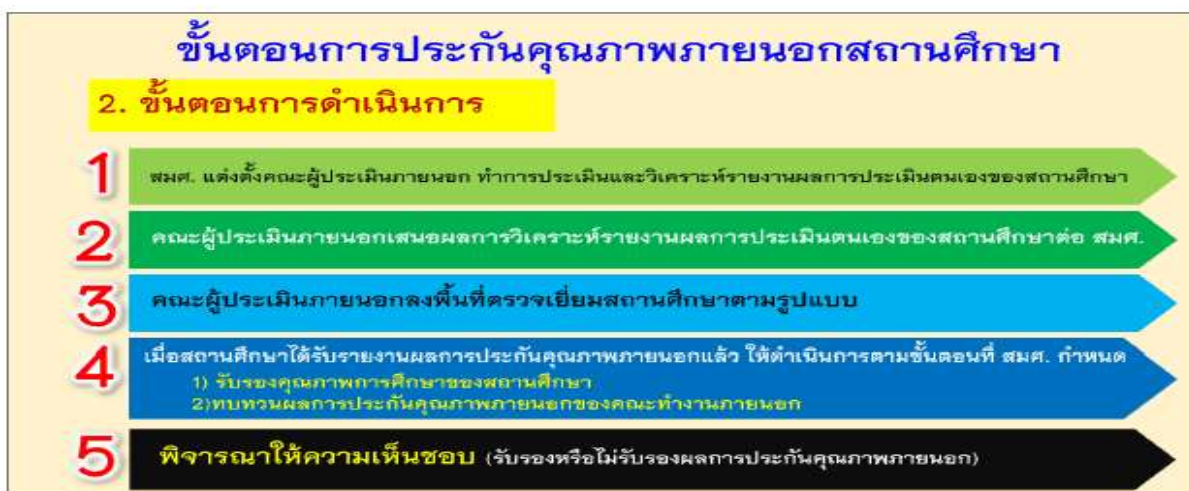 ขั้นตอนการประกันคุณภาพภายนอกสถานศึกษา
2. ขั้นตอนการดำเนินการ
1 สมศ. แต่งตั้งคณะผู้ประเมินภายนอก ทำการประเมินและวิเคราะห์รายงานผลการประเมินตนเองของสถานศึกษา
2 คณะผู้ประเมินภายนอกเสนอผลการวิเคราะห์รายงานผลการประเมินตนเองของสถานศึกษาต่อ สมศ.
3 คณะผู้ประเมินภายนอกลงพื้นที่ตรวจเยี่ยมสถานศึกษาตามรูปแบบ
4 เมื่อสถานศึกษาได้รับรายงานผลการประกันคุณภาพภายนอกแล้ว ให้ดำเนินการตามขั้นตอนที่ สมศ. กำหนด
1) รับรองคุณภาพการศึกษาของสถานศึกษา
2)ทบทวนผลการประกันคุณภาพภายนอกของคณะทำงานภายนอก
5 พิจารณาให้ความเห็นชอบ (รับรองหรือไม่รับรองผลการประกันคุณภาพภายนอก)